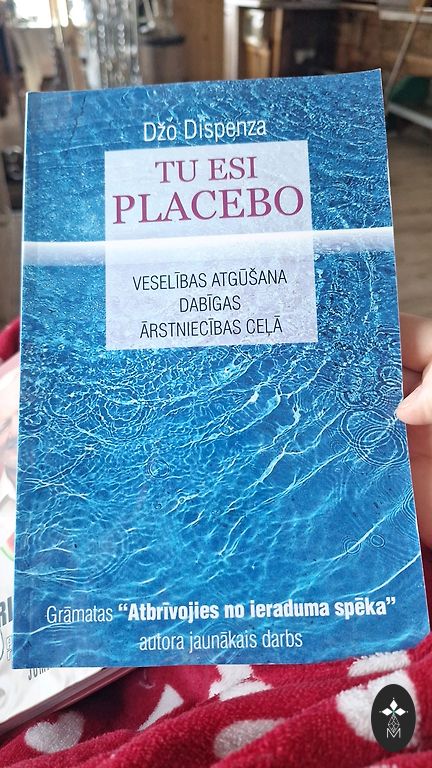 Džo Dispenza
TU ESI
PLACEBO
VESELĪBAS ATGŪŠANA
DABĪGAS
ĀRSTNIECĪBAS CEĻĀ
Grāmatas “Atbrīvojies no ieraduma spēka”
autora jaunākais darbs